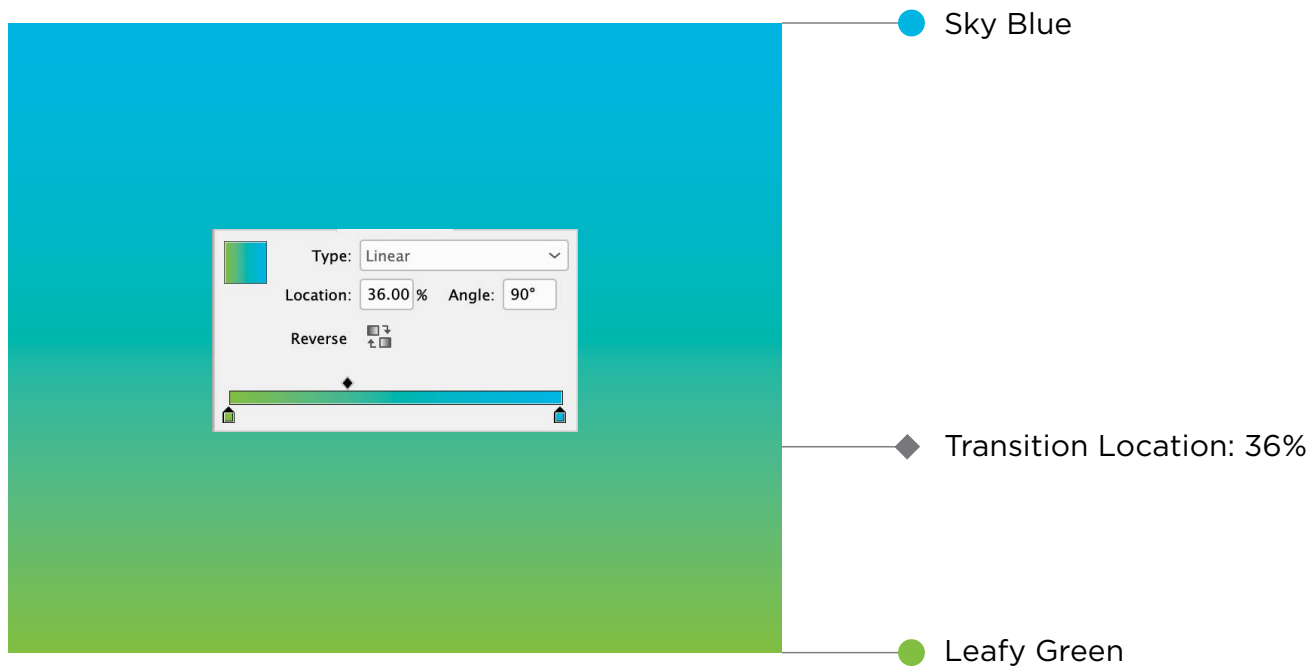 Sky Blue
Type: Linear
Location: 36.00 % Angle: 90°
Reverse
Transition Location: 36%
Leafy Green